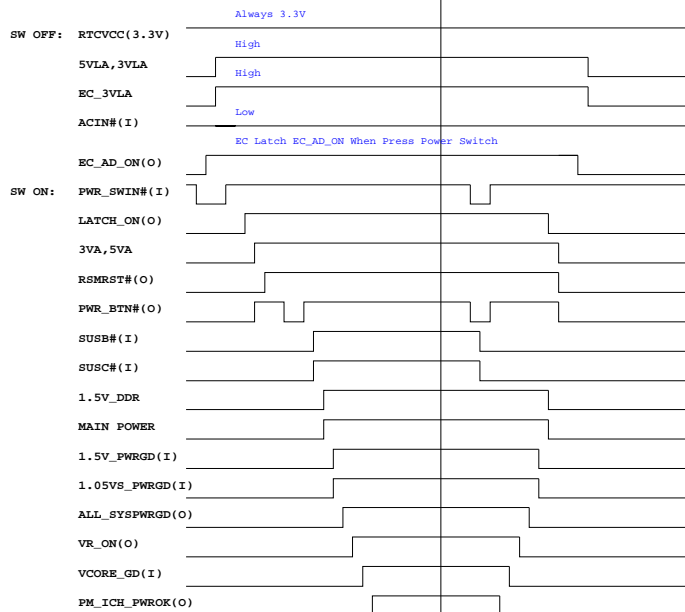 Always 3.3V
SW OFF: RTCVCC(3.3V)
High
5VLA,3VLA
High
EC_3VLA
Low
ACIN#(I)
EC Latch EC_AD_ON When Press Power Switch
EC_AD_ON(O)
SW ON: PWR_SWIN#(I)
LATCH_ON(O)
3VA,5VA
RSMRST#(O)
PWR_BTN#(O)
SUSB#(I)
SUSC#(I)
1.5V_DDR
MAIN POWER
1.5V_PWRGD(I)
1.05VS_PWRGD(I)
ALL_SYSPWRGD(O)
VR_ON(O)
VCORE_GD(I)
PM_ICH_PWROK(O)